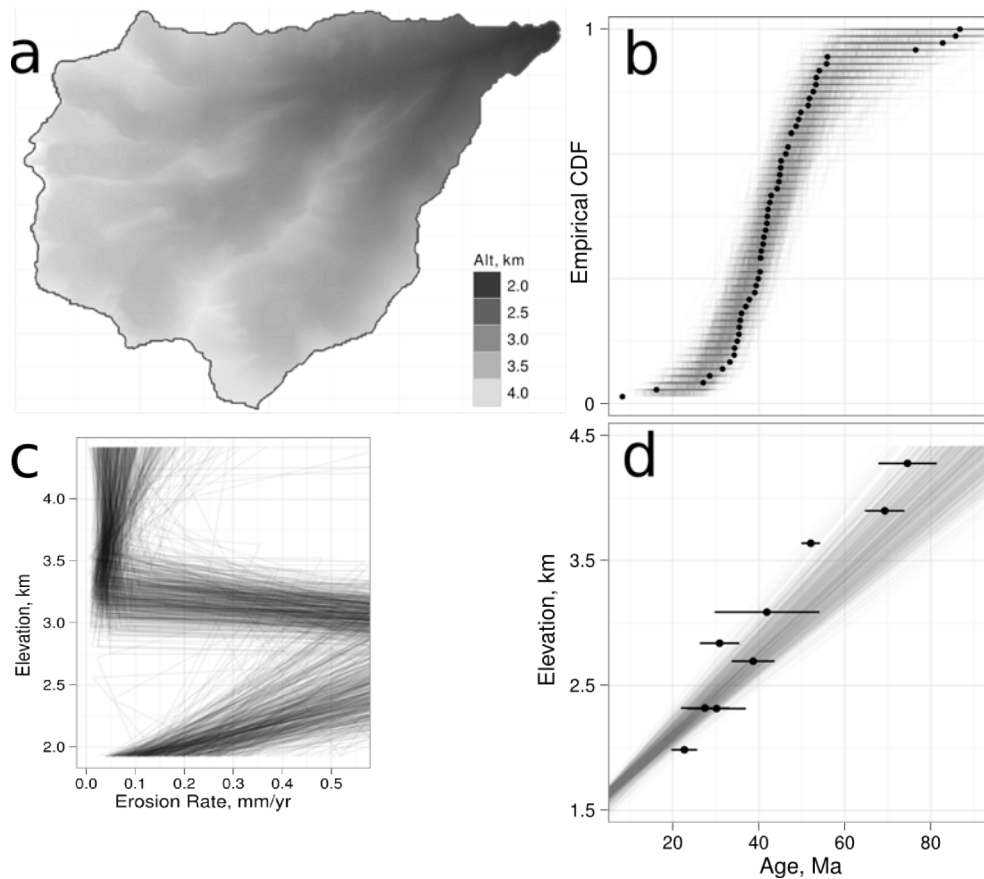 a
Alt, km
2.0
2.5
3.0
3.5
4.0
b
1
Empirical CDF
0
c
4.0
3.5
Elevation, km
3.0
2.5
2.0
0.0 0.1 0.2 0.3 0.4 0.5
Erosion Rate, mm/yr
d
4.5
3.5
Elevation, km
2.5
1.5
20 40 60 80
Age, Ma